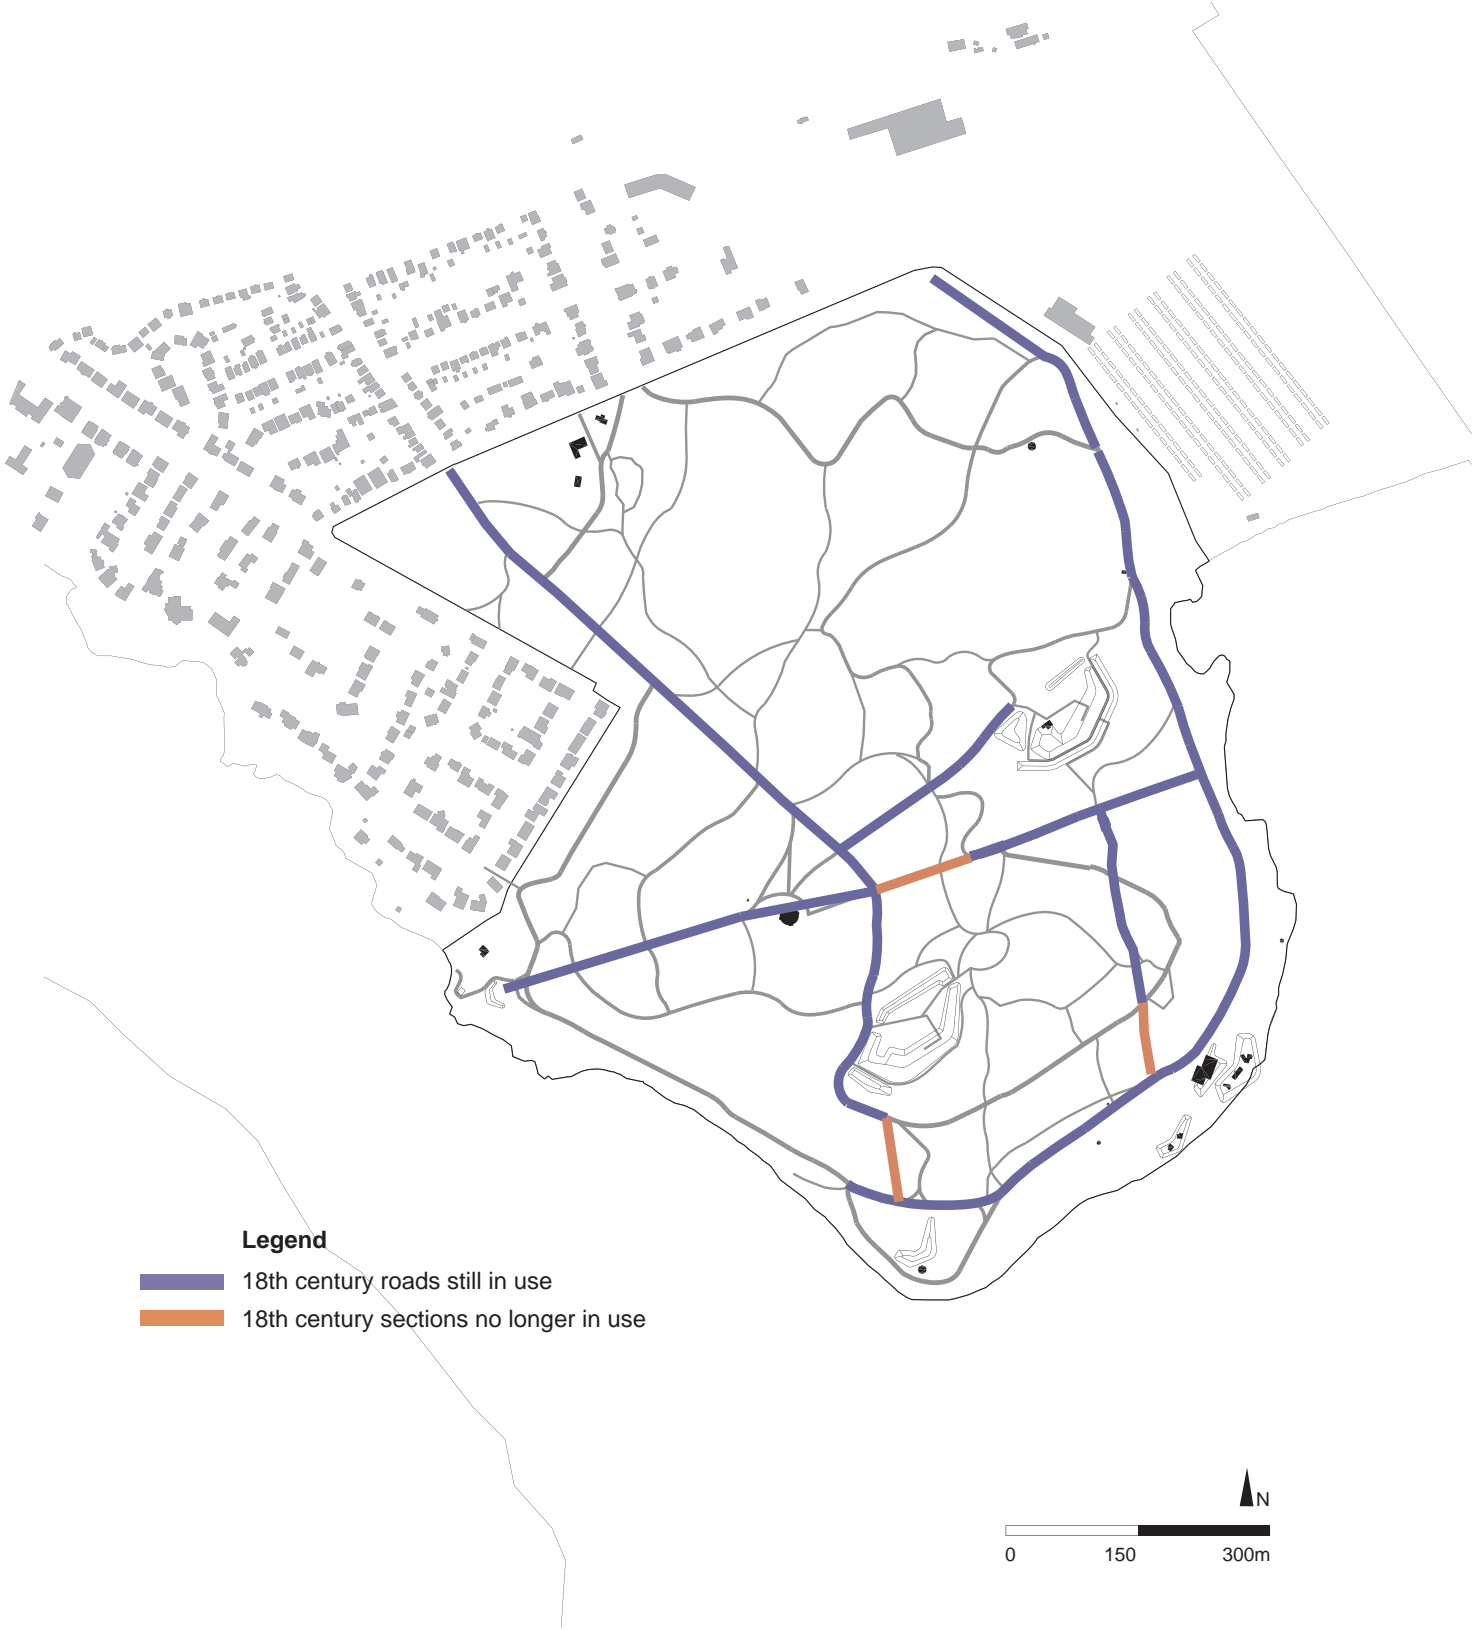 Legend
18th century roads still in use
18th century sections no longer in use
N
0 150 300m